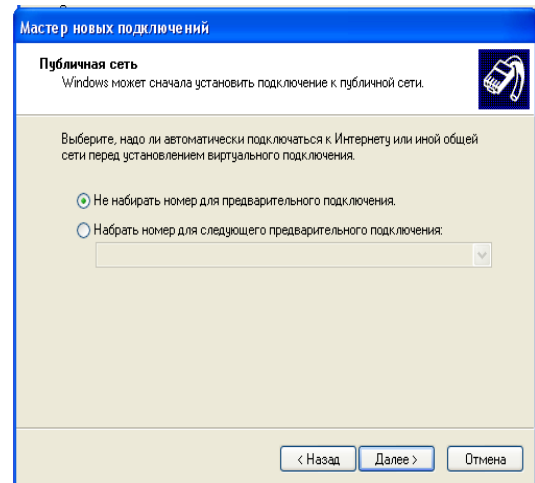 Мастер новых подключений
Публичная сеть
Windows может сначала установить подключение к публичной сети.
Выберите, надо ли автоматически подключаться к Интернету или иной общей
сети перед установлением виртуального подключения.
Не набирать номер для предварительного подключения.
Набрать номер для следующего предварительного подключения:
< Назад
Далее >
Отмена